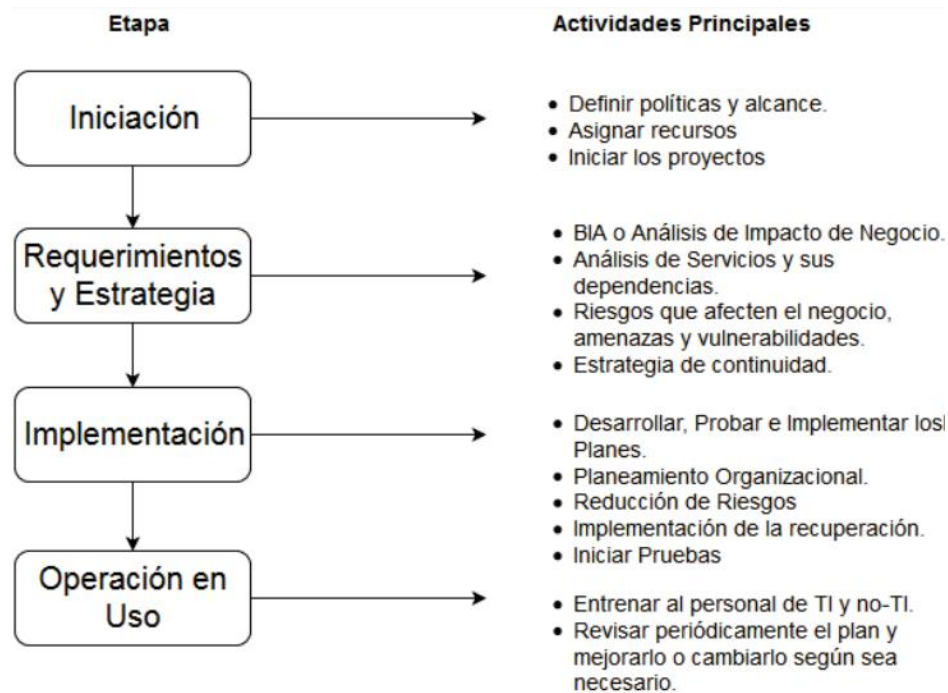 Etapa
Actividades Principales
Iniciación
• Definir políticas y alcance.
• Asignar recursos
• Iniciar los proyectos
Requerimientos
y Estrategia
• BIA o Análisis de Impacto de Negocio.
• Análisis de Servicios y sus
dependencias.
• Riesgos que afecten el negocio,
amenazas y vulnerabilidades.
• Estrategia de continuidad.
Implementación
• Desarrollar, Probar e Implementar losl
Planes.
• Planeamiento Organizacional.
• Reducción de Riesgos
• Implementación de la recuperación.
• Iniciar Pruebas
Operación en
Uso
• Entrenar al personal de TI y no-TI.
• Revisar periódicamente el plan y
mejorarlo o cambiarlo según sea
necesario.